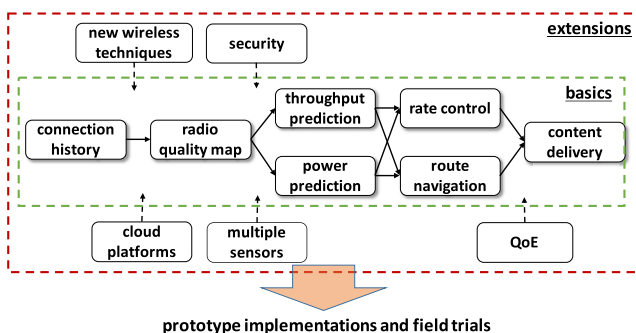 new wireless
techniques
security
extensions
basics
connection
history
radio
quality map
throughput
prediction
power
prediction
rate control
route
navigation
content
delivery
cloud
platforms
multiple
sensors
QoE
prototype implementations and field trials